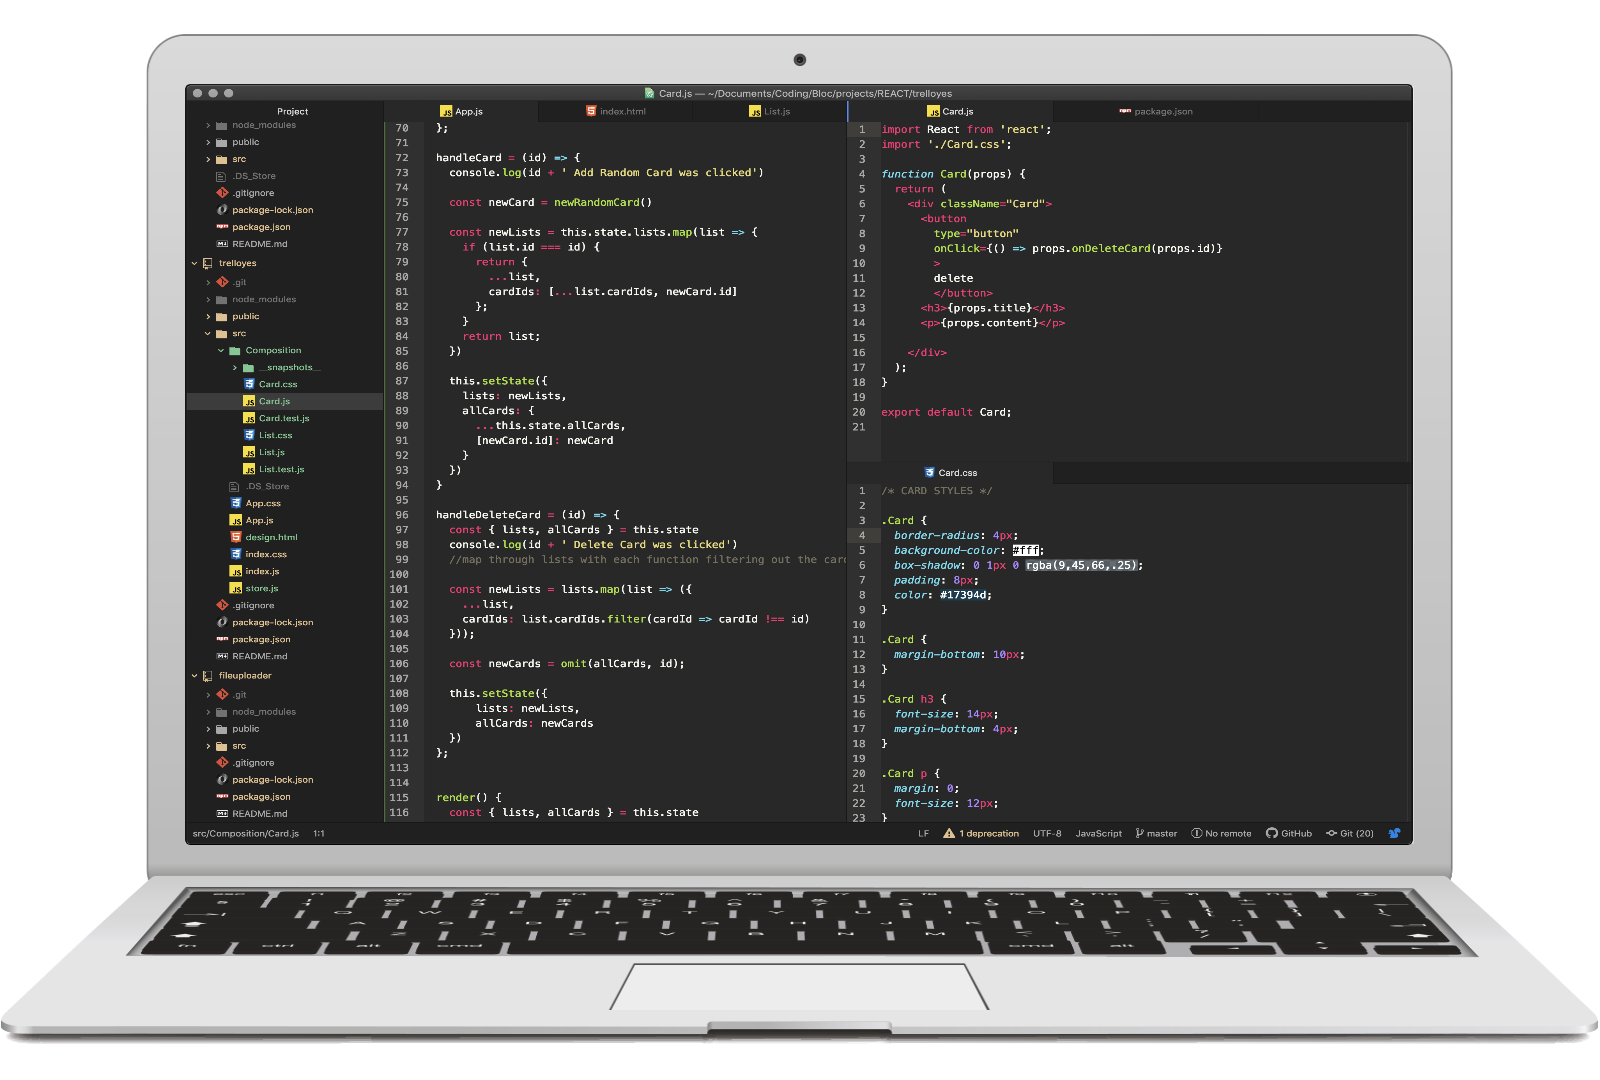 Card.js — ~/Documents/Coding/Bloc/projects/REACT/trelloyes
Project
node_modules
public
src
.DS_Store
.gitignore
package-lock.json
package.json
README.md
trelloyes
.git
node_modules
public
src
Composition
__snapshots__
Card.css
Card.js
Card.test.js
List.css
List.js
List.test.js
.DS_Store
App.css
App.js
design.html
index.css
index.js
store.js
.gitignore
package-lock.json
package.json
README.md
fileuploader
.git
node_modules
public
src
.gitignore
package-lock.json
package.json
README.md
App.js
index.html
List.js
70 };
71
72 handleCard = (id) => {
73 console.log(id + ' Add Random Card was clicked')
74
75 const newCard = newRandomCard()
76
77 const newLists = this.state.lists.map(list => {
78 if (list.id === id) {
79 return {
80 ...list,
81 cardIds: [...list.cardIds, newCard.id]
82 };
83 }
84 return list;
85 })
86
87 this.setState({
88 lists: newLists,
89 allCards: {
90 ...this.state.allCards,
91 [newCard.id]: newCard
92 }
93 })
94 }
95
96 handleDeleteCard = (id) => {
97 const { lists, allCards } = this.state
98 console.log(id + ' Delete Card was clicked')
99 //map through lists with each function filtering out the card
100
101 const newLists = lists.map(list => ({
102 ...list,
103 cardIds: list.cardIds.filter(cardId => cardId !== id)
104 }));
105
106 const newCards = omit(allCards, id);
107
108 this.setState({
109 lists: newLists,
110 allCards: newCards
111 })
112 };
113
114
115 render() {
116 const { lists, allCards } = this.state
Card.js
package.json
1 import React from 'react';
2 import './Card.css';
3
4 function Card(props) {
5 return (
6 <div className="Card">
7 <button
8 type="button"
9 onClick={() => props.onDeleteCard(props.id)}
10 >
11 delete
12 </button>
13 <h3>{props.title}</h3>
14 <p>{props.content}</p>
15
16 </div>
17 );
18 }
19
20 export default Card;
21
Card.css
1 /* CARD STYLES */
2
3 .Card {
4 border-radius: 4px;
5 background-color: #fff;
6 box-shadow: 0 1px 0 rgba(9,45,66,.25);
7 padding: 8px;
8 color: #17394d;
9 }
10
11 .Card {
12 margin-bottom: 10px;
13 }
14
15 .Card h3 {
16 font-size: 14px;
17 margin-bottom: 4px;
18 }
19
20 .Card p {
21 margin: 0;
22 font-size: 12px;
23 }
src/Composition/Card.js 1:1
LF 1 deprecation UTF-8 JavaScript master No remote GitHub Git (20)
fn ctrl alt cmd cmd alt